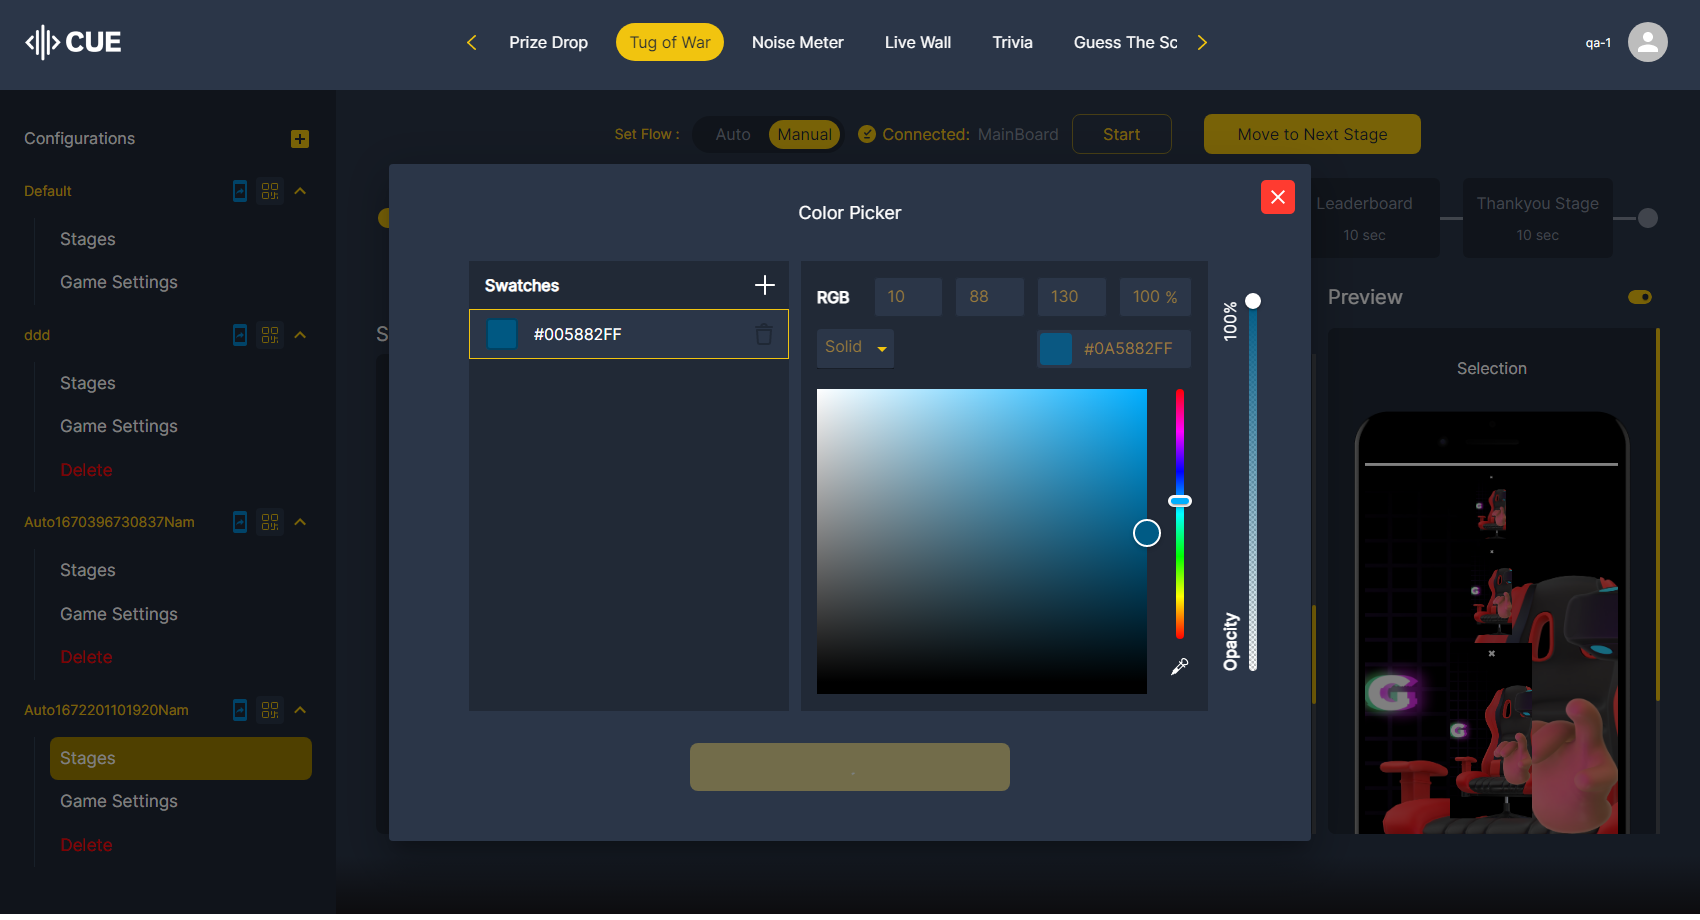 CUE
Prize Drop
Tug of War
Noise Meter
Live Wall
Trivia
Guess The Sc
qa-1
Configurations
Set Flow :
Auto
Manual
Connected: MainBoard
Start
Move to Next Stage
Default
Stages
Game Settings
ddd
Stages
Game Settings
Delete
Auto1670396730837Nam
Stages
Game Settings
Delete
Auto1672201101920Nam
Stages
Game Settings
Delete
S
Color Picker
Swatches
#005882FF
RGB
10
88
130
100 %
Solid
#0A5882FF
100%
Opacity
Leaderboard
10 sec
Thankyou Stage
10 sec
Preview
Selection
G
G
G
G